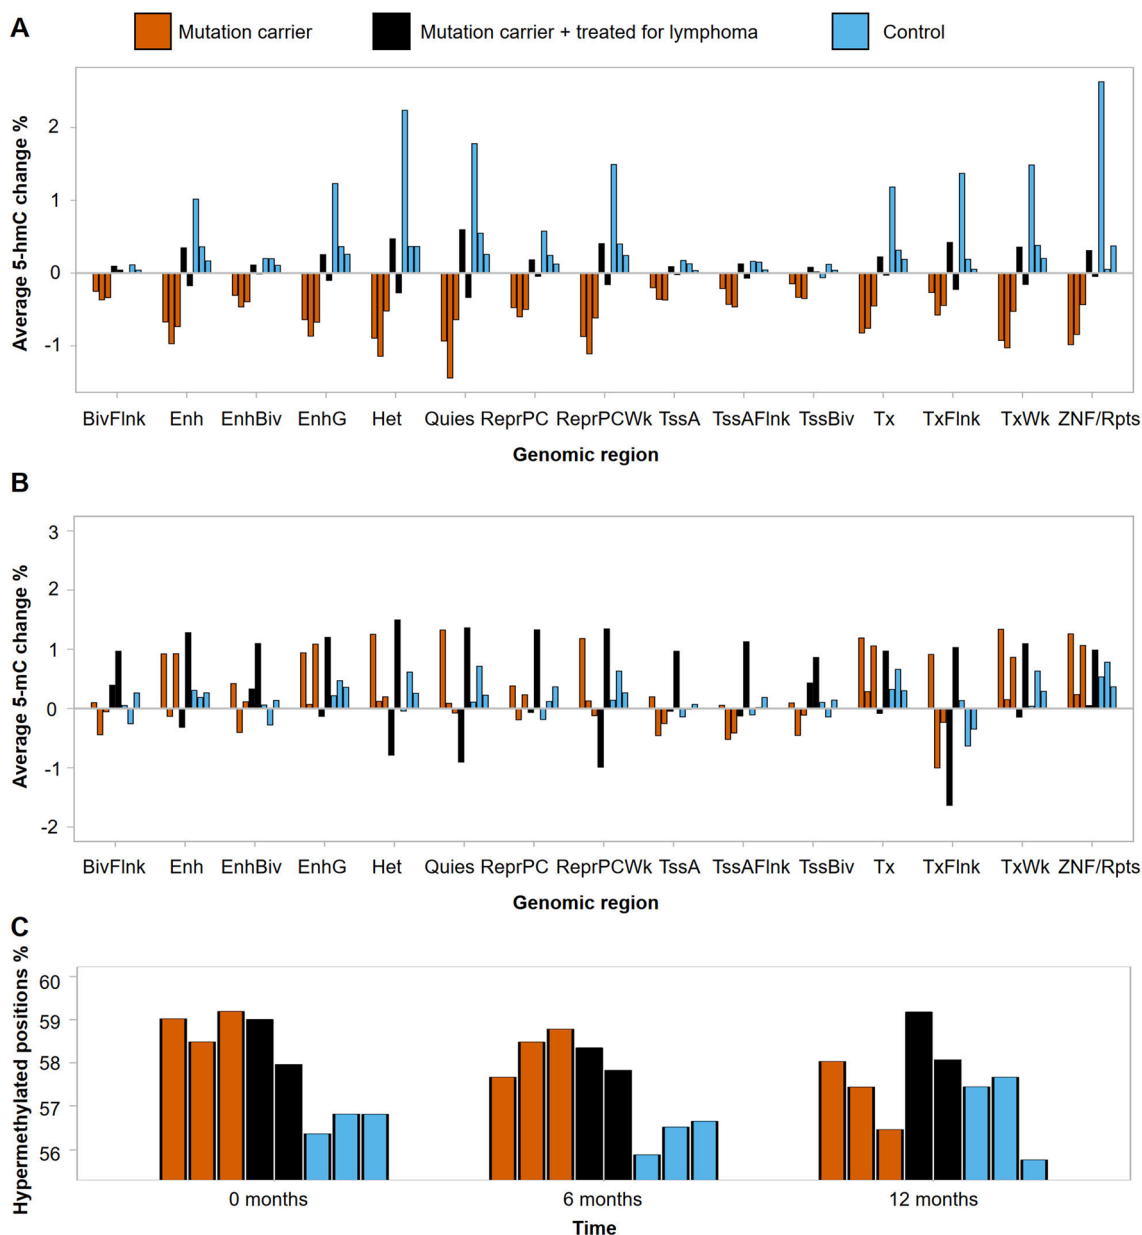 A
Mutation carrier
Mutation carrier + treated for lymphoma
Control
Average 5-hmC change %
2
1
0
-1
BivFlnk Enh EnhBiv EnhG Het Quies ReprPC ReprPCWk TssA TssAFlnk TssBiv Tx TxFlnk TxWk ZNF/Rpts
Genomic region
B
Average 5-mC change %
3
2
1
0
-1
-2
BivFlnk Enh EnhBiv EnhG Het Quies ReprPC ReprPCWk TssA TssAFlnk TssBiv Tx TxFlnk TxWk ZNF/Rpts
Genomic region
C
Hypermethylated positions %
60
59
58
57
56
0 months 6 months 12 months
Time